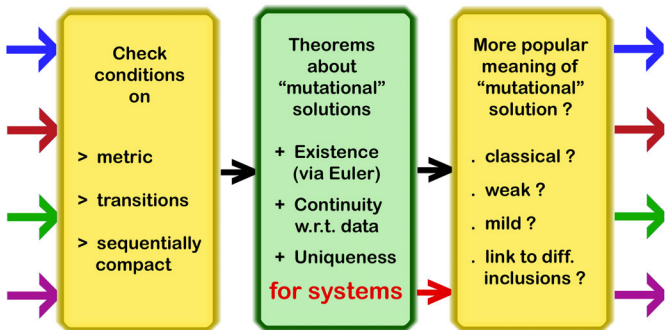 Check
conditions
on
> metric
> transitions
> sequentially
compact
Theorems
about
“mutational”
solutions
+ Existence
(via Euler)
+ Continuity
w.r.t. data
+ Uniqueness
for systems
More popular
meaning of
“mutational”
solution ?
. classical ?
. weak ?
. mild ?
. link to diff.
inclusions ?